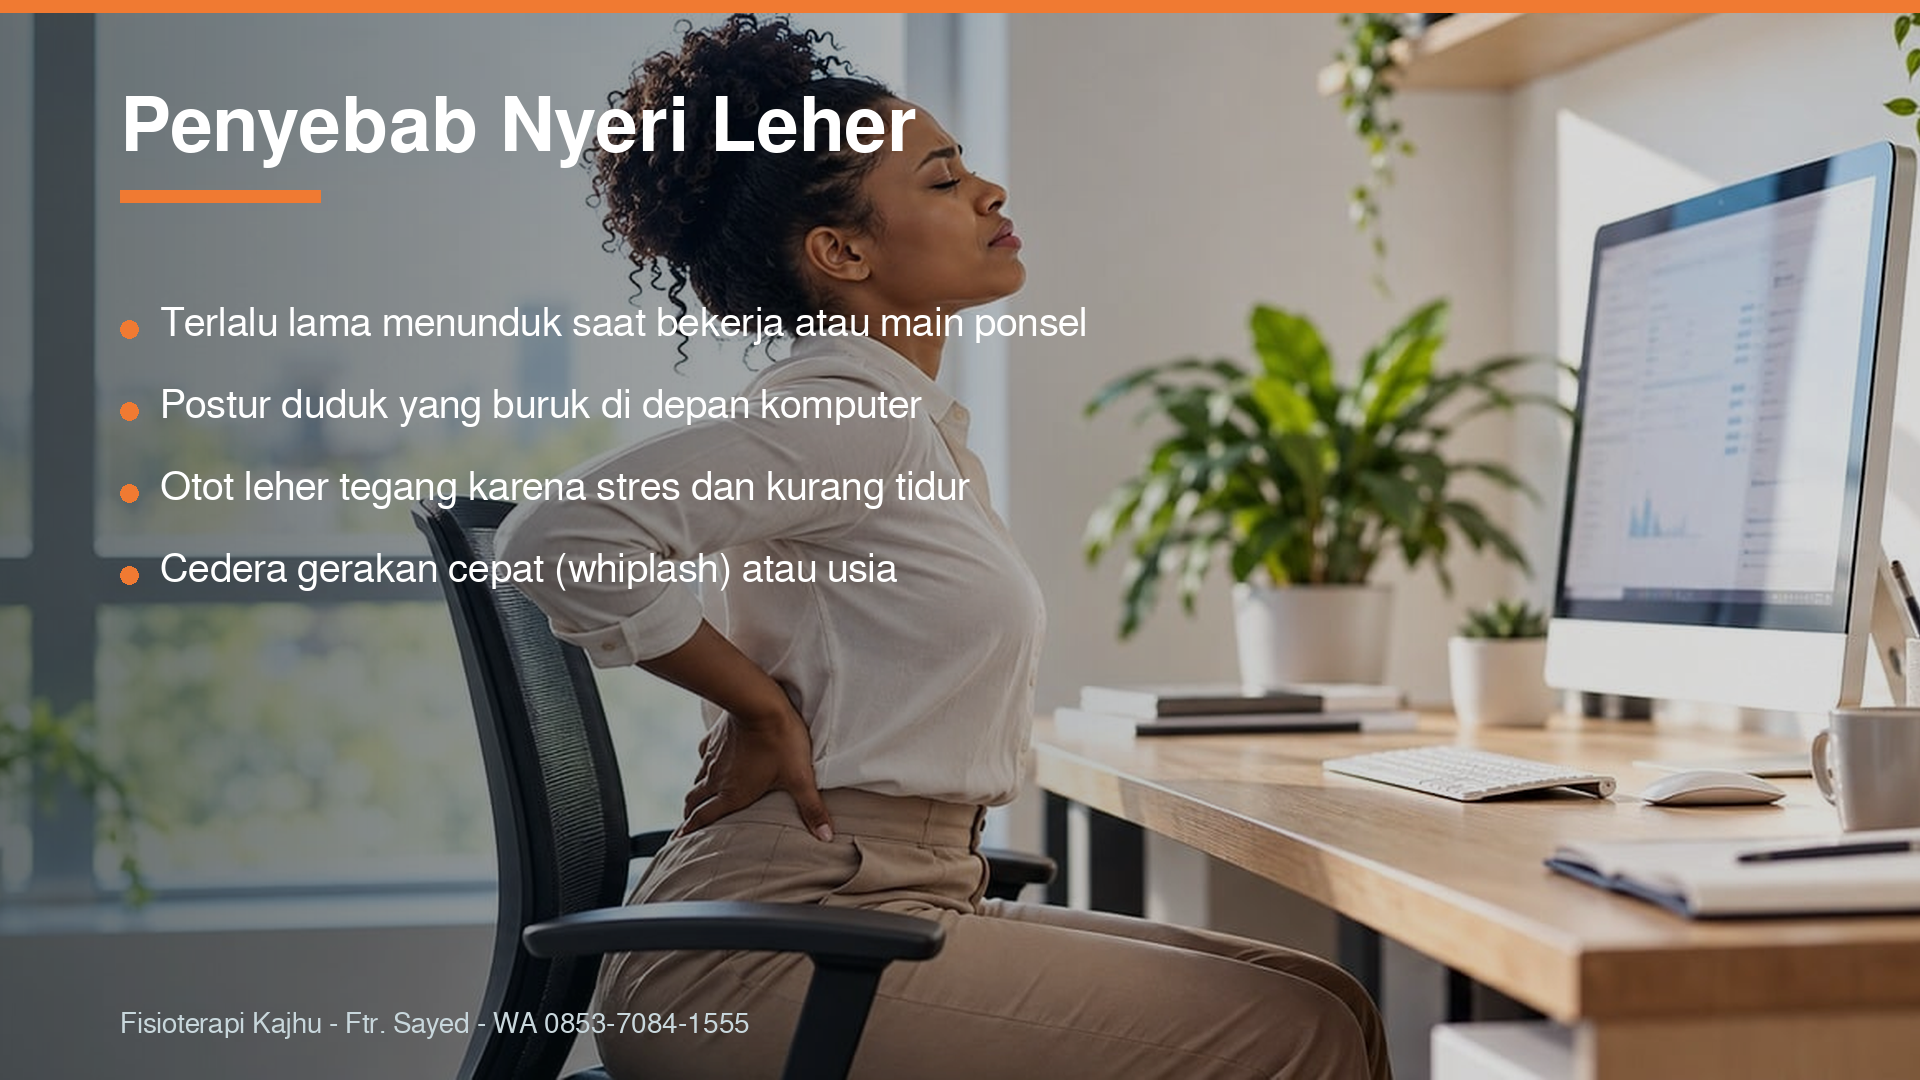 Penyebab Nyeri Leher
Terlalu lama menunduk saat bekerja atau main ponsel
Postur duduk yang buruk di depan komputer
Otot leher tegang karena stres dan kurang tidur
Cedera gerakan cepat (whiplash) atau usia
Fisioterapi Kajhu - Ftr. Sayed - WA 0853-7084-1555